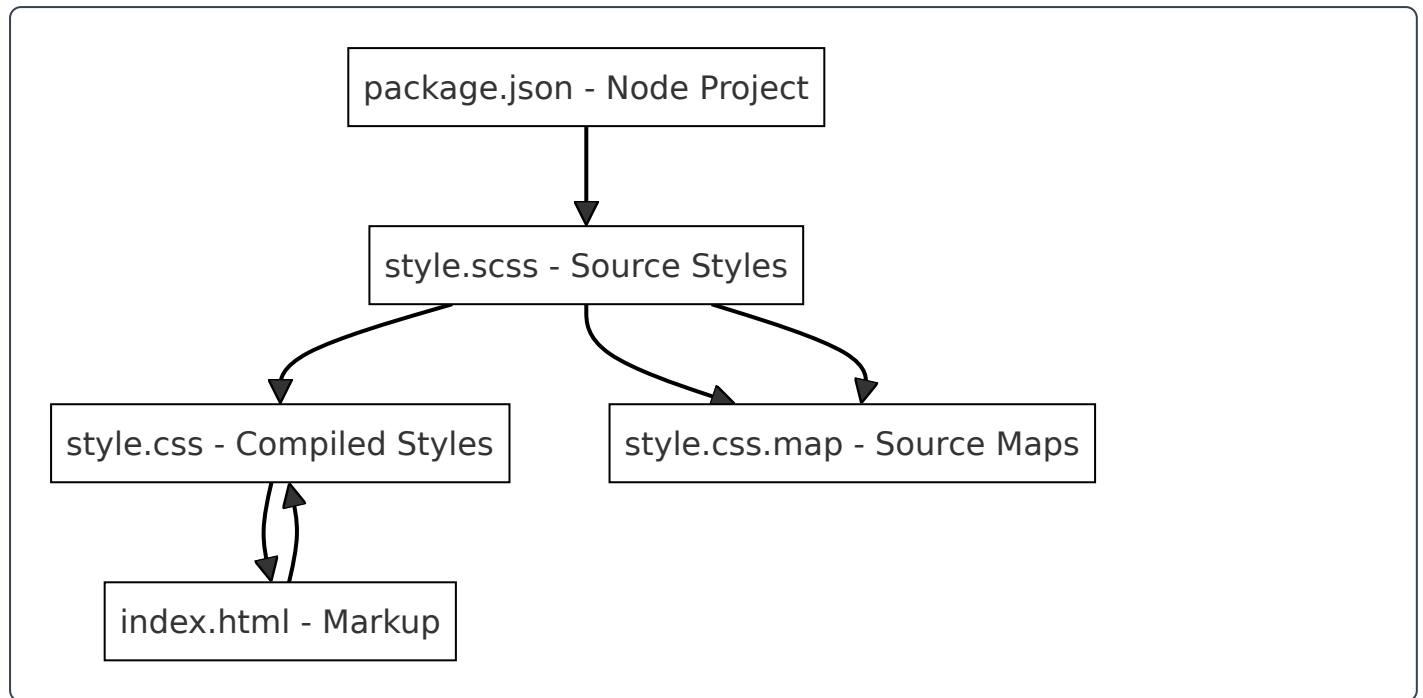 package.json - Node Project
style.scss - Source Styles
style.css - Compiled Styles
style.css.map - Source Maps
index.html - Markup